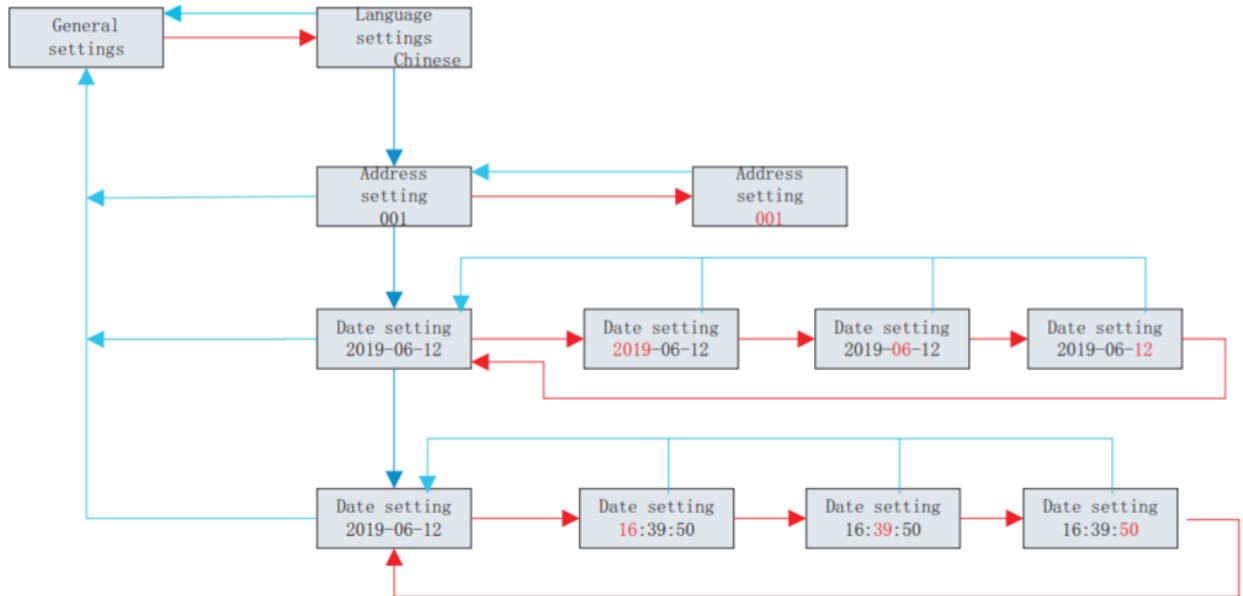 General
settings
Language
settings
Chinese
Address
setting
001
Address
setting
001
Date setting
2019-06-12
Date setting
2019-06-12
Date setting
2019-06-12
Date setting
2019-06-12
Date setting
2019-06-12
Date setting
16:39:50
Date setting
16:39:50
Date setting
16:39:50